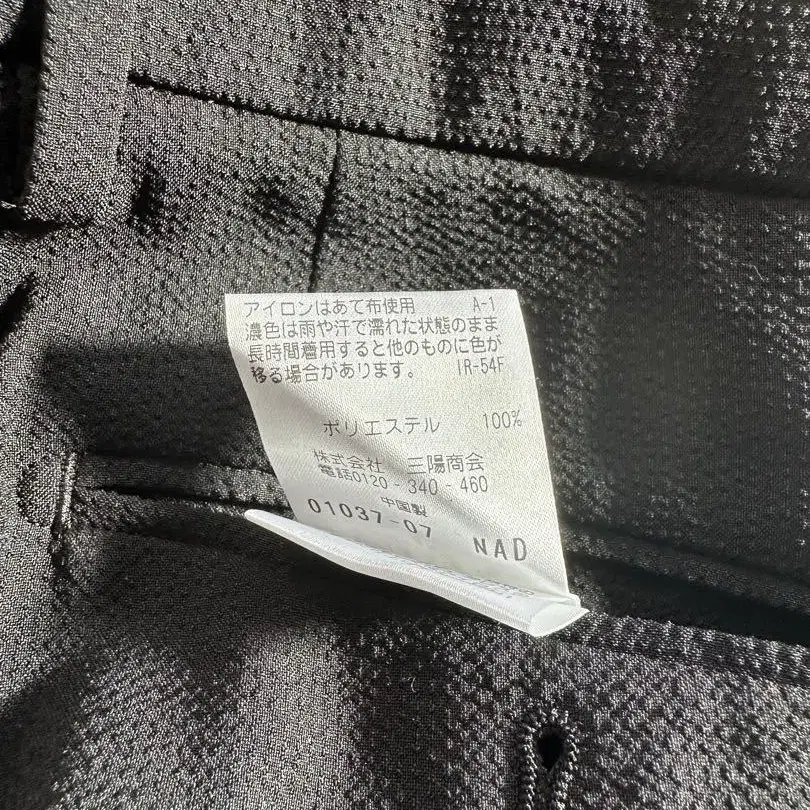 アイロンはあて布使用 A-1
濃色は雨や汗で濡れた状態のまま
長時間着用すると他のものに色が
移る場合があります。 IR-54F
ポリエステル 100%
株式会社 三陽商会
電話0120-340-460
中国製
01037-07 NAD